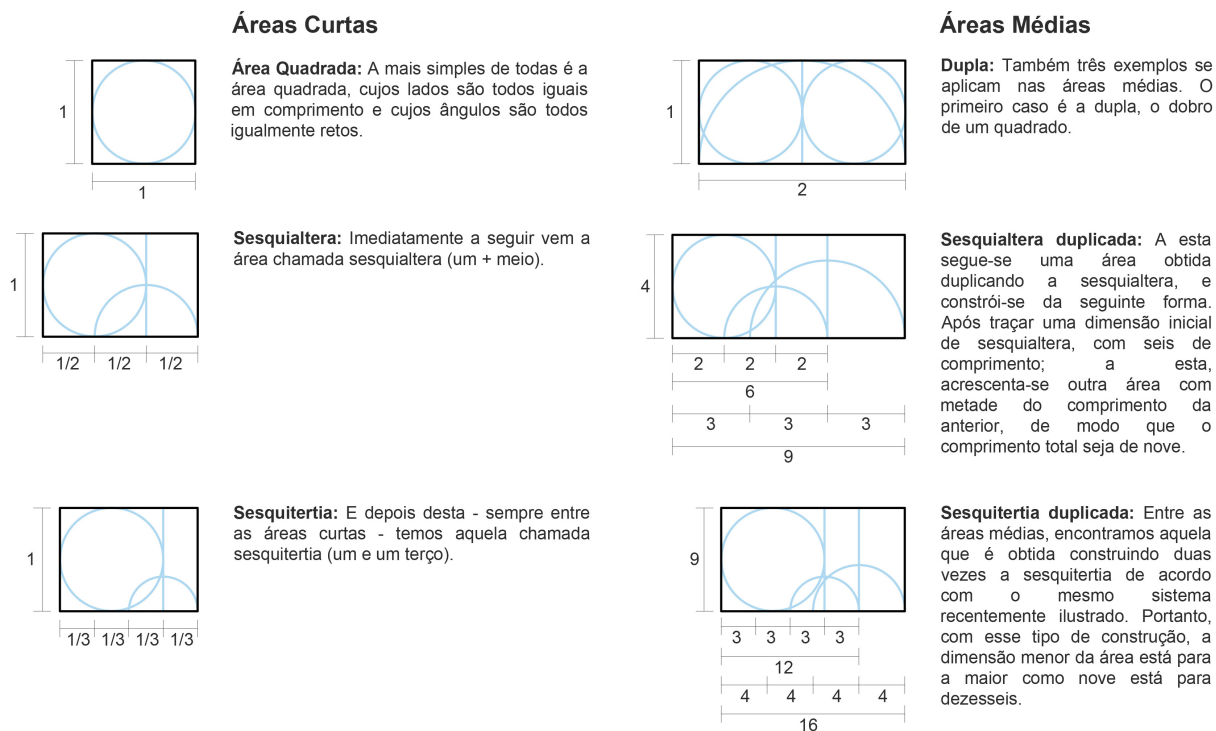 Áreas Curtas
1
1
Área Quadrada: A mais simples de todas é a
área quadrada, cujos lados são todos iguais
em comprimento e cujos ângulos são todos
igualmente retos.
1
1/2 1/2 1/2
Sesquialtera: Imediatamente a seguir vem a
área chamada sesquialtera (um + meio).
1
1/3 1/3 1/3 1/3
Sesquitertia: E depois desta - sempre entre
as áreas curtas - temos aquela chamada
sesquitertia (um e um terço).
Áreas Médias
1
2
Dupla: Também três exemplos se
aplicam nas áreas médias. O
primeiro caso é a dupla, o dobro
de um quadrado.
4
2 2 2
6
3 3 3
9
Sesquialtera duplicada: A esta
segue-se uma área obtida
duplicando a sesquialtera, e
constrói-se da seguinte forma.
Após traçar uma dimensão inicial
de sesquialtera, com seis de
comprimento; a esta,
acrescenta-se outra área com
metade do comprimento da
anterior, de modo que o
comprimento total seja de nove.
9
3 3 3 3
12
4 4 4 4
16
Sesquitertia duplicada: Entre as
áreas médias, encontramos aquela
que é obtida construindo duas
vezes a sesquitertia de acordo
com o mesmo sistema
recentemente ilustrado. Portanto,
com esse tipo de construção, a
dimensão menor da área está para
a maior como nove está para
dezesseis.